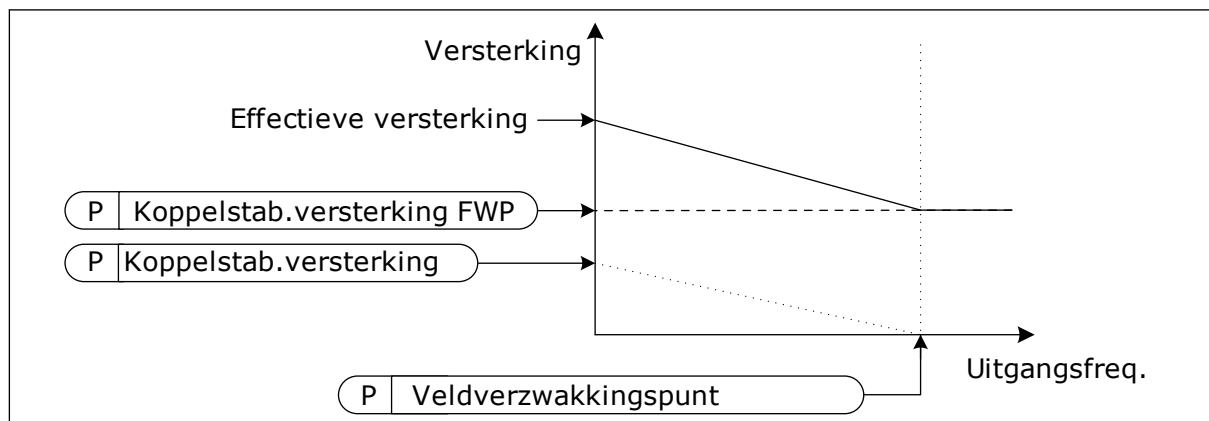 Versterking
Effectieve versterking
P Koppelstab.versterking FWP
P Koppelstab.versterking
Uitgangsfreq.
P Veldverzwakkingspunt